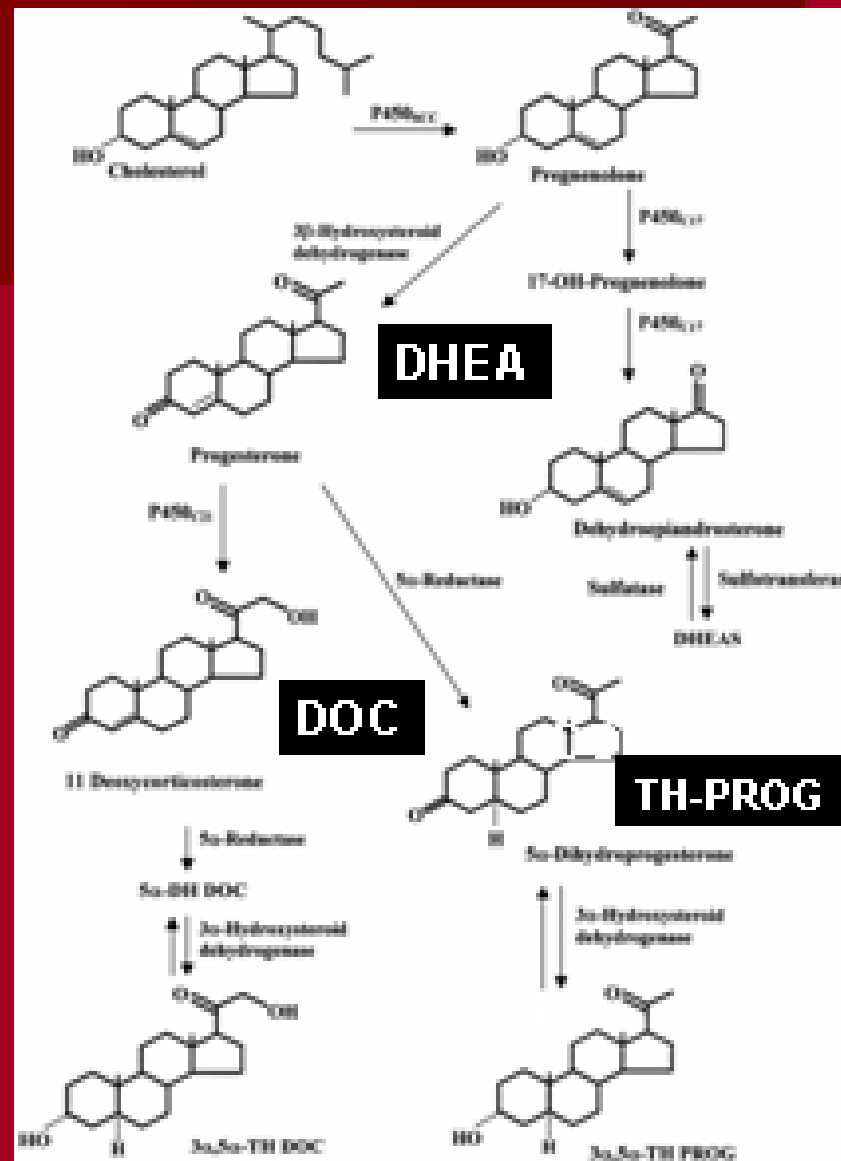 O
P450SCC
HO
Cholesterol
HO
Pregnenolone
3β-Hydroxysteroid
dehydrogenase
P450C17
17-OH-Pregnenolone
P450C17
O
DHEA
O
O
Progesterone
HO
Dehydroepiandrosterone
P450C21
5α-Reductase
Sulfatase
Sulfotransferas
DHEAS
O
OH
O
DOC
O
11 Deoxycorticosterone
TH-PROG
O
H
5α-Reductase
5α-Dihydroprogesterone
5α-DH DOC
3α-Hydroxysteroid
dehydrogenase
3α-Hydroxysteroid
dehydrogenase
O
OH
O
HO
H
3α,5α-TH DOC
HO
H
3α,5α-TH PROG